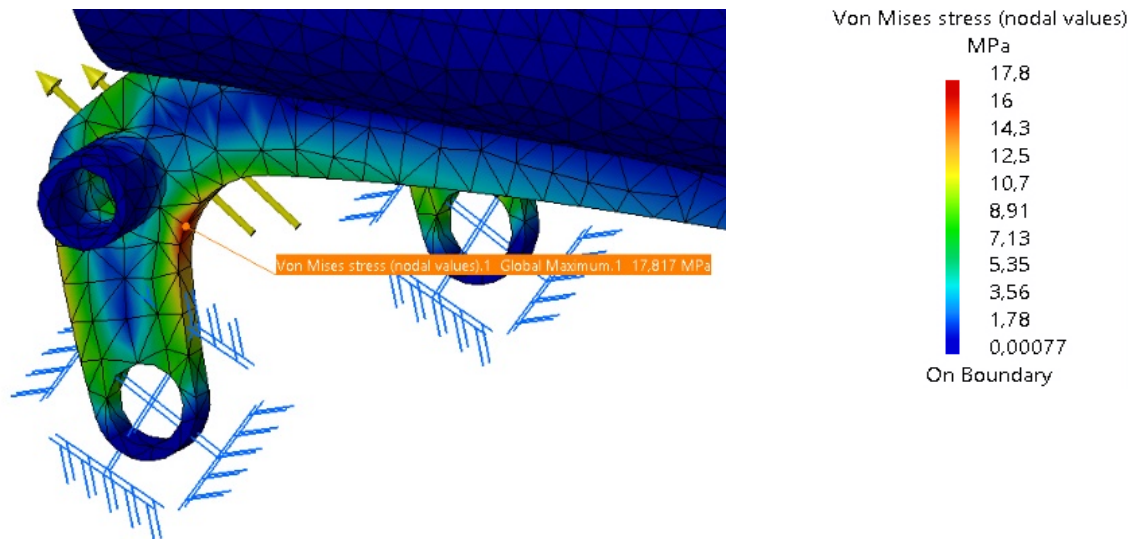 Von Mises stress (nodal values)
MPa
17,8
16
14,3
12,5
10,7
8,91
7,13
5,35
3,56
1,78
0,00077
On Boundary
Von Mises stress (nodal values).1 Global Maximum.1 17,817 MPa